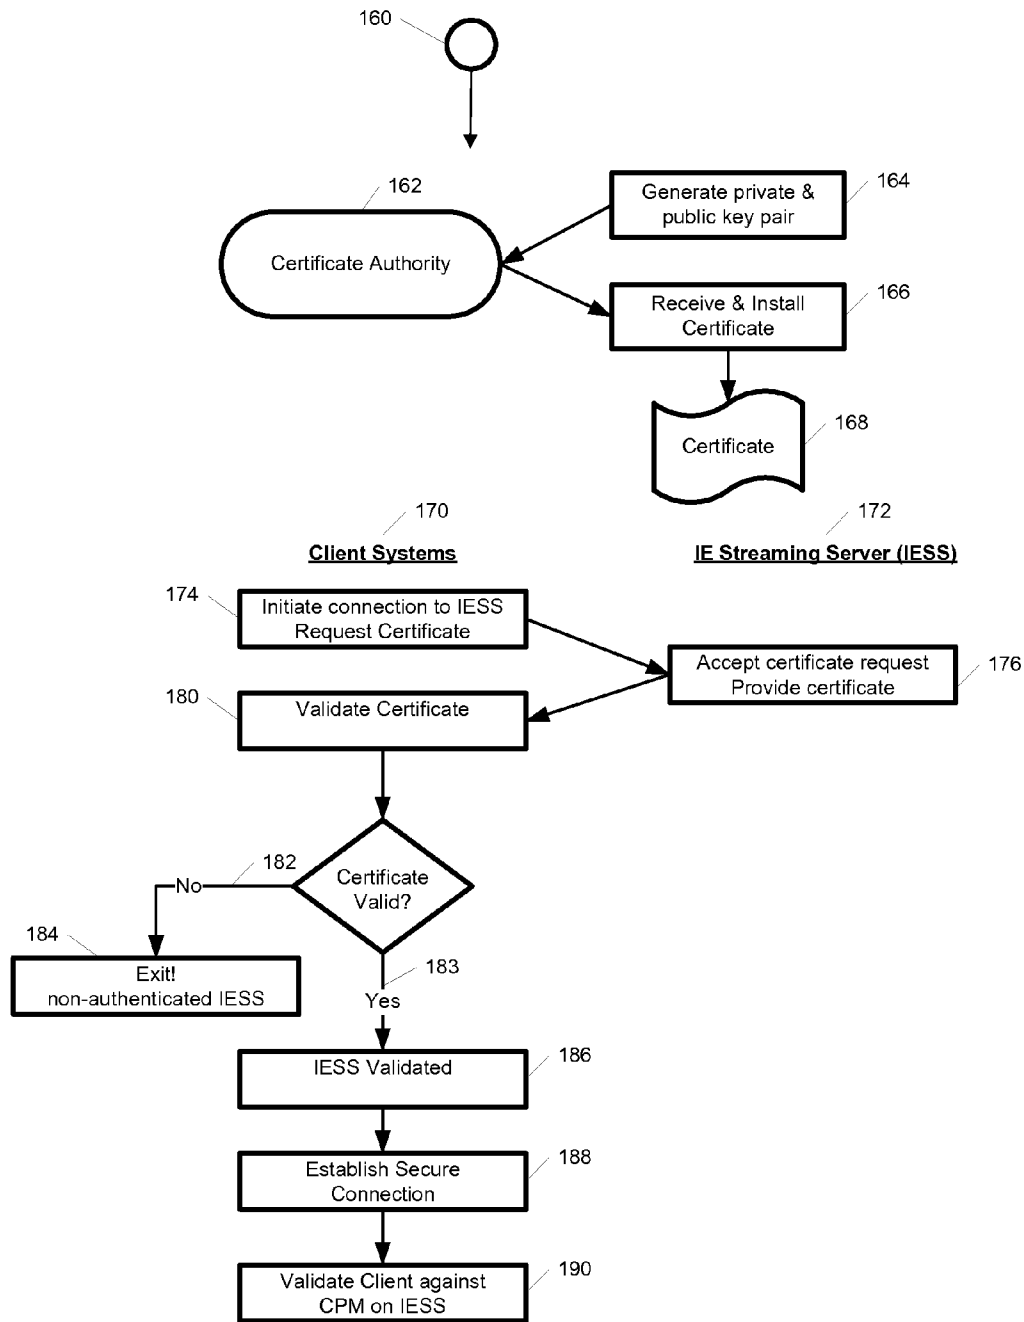 160
162
Certificate Authority
Generate private &
public key pair
164
Receive & Install
Certificate
166
Certificate
168
170
Client Systems
172
IE Streaming Server (IESS)
174
Initiate connection to IESS
Request Certificate
Accept certificate request
Provide certificate
176
180
Validate Certificate
Certificate
Valid?
182
No
184
Exit!
non-authenticated IESS
183
Yes
IESS Validated
186
Establish Secure
Connection
188
Validate Client against
CPM on IESS
190